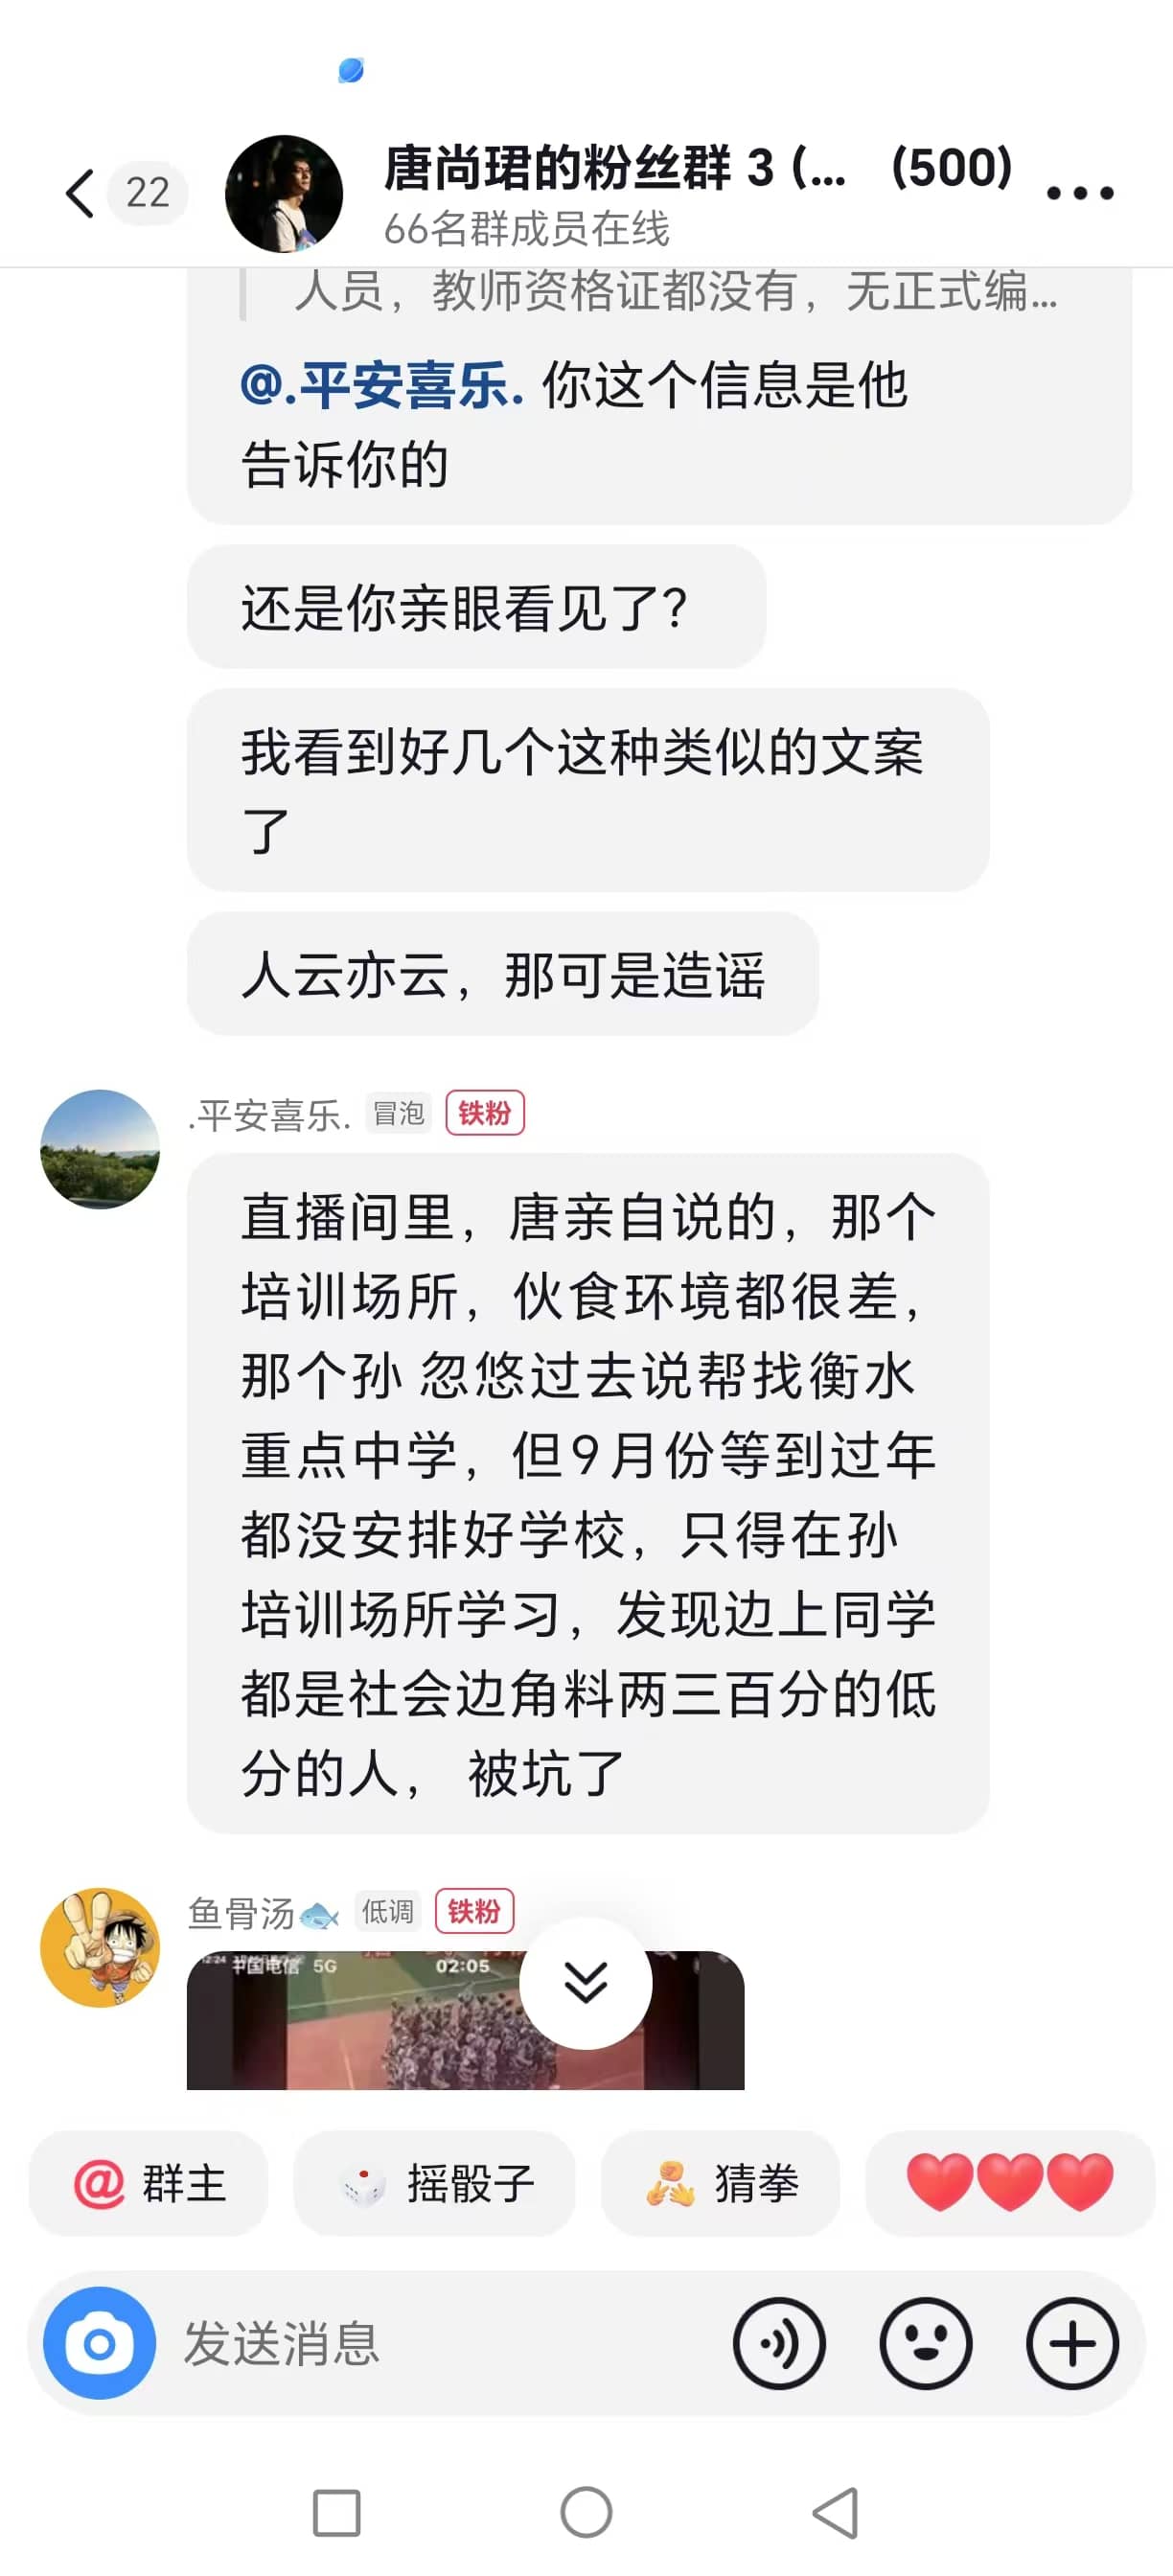 22
唐尚珺的粉丝群 3 (... (500)
66名群成员在线
人员，教师资格证都没有，无正式编...
@.平安喜乐. 你这个信息是他
告诉你的
还是你亲眼看见了？
我看到好几个这种类似的文案
了
人云亦云，那可是造谣
.平安喜乐. 冒泡 铁粉
直播间里，唐亲自说的，那个
培训场所，伙食环境都很差，
那个孙 忽悠过去说帮找衡水
重点中学，但9月份等到过年
都没安排好学校，只得在孙
培训场所学习，发现边上同学
都是社会边角料两三百分的低
分的人， 被坑了
鱼骨汤🐟 低调 铁粉
中国电信 5G 02:05
@ 群主 摇骰子 猜拳 ❤️❤️❤️
发送消息